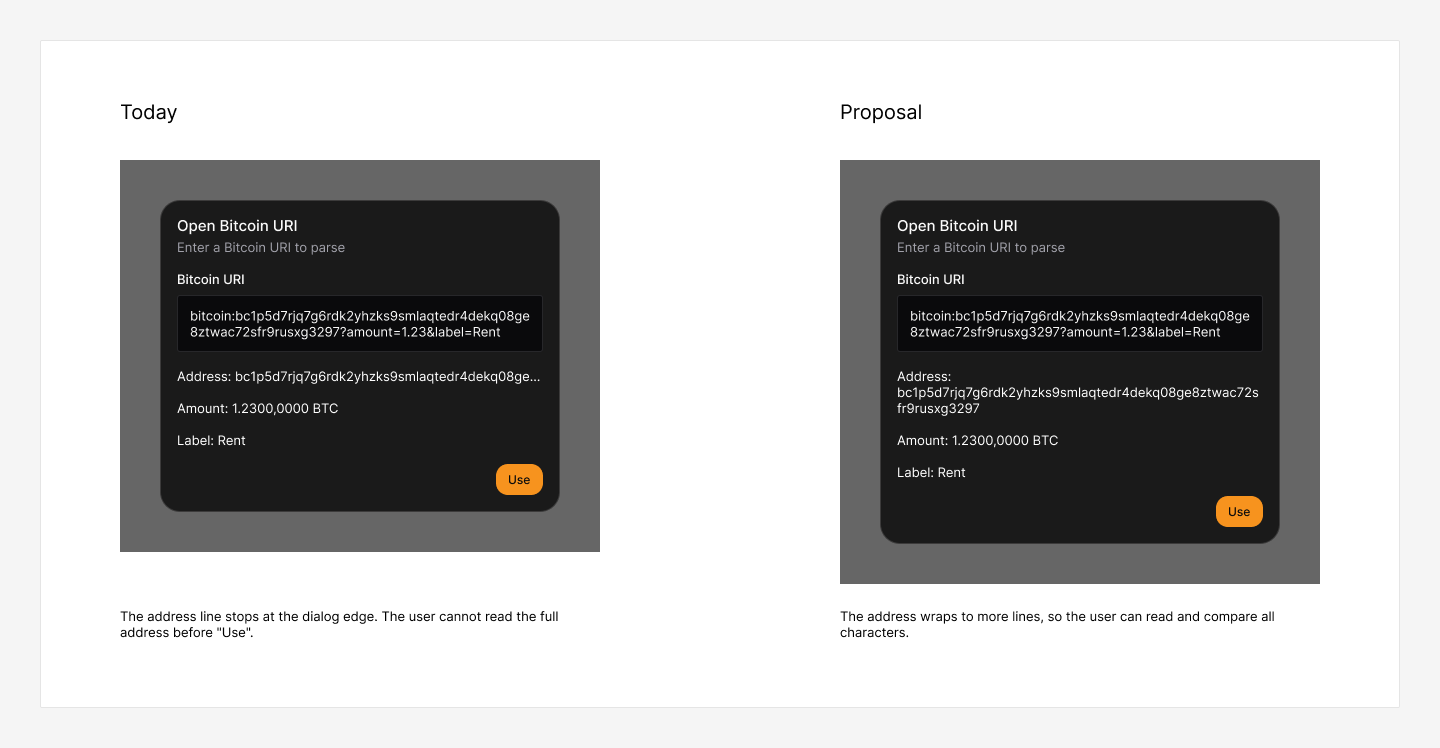 Today
Open Bitcoin URI
Enter a Bitcoin URI to parse
Bitcoin URI
bitcoin:bc1p5d7rjq7g6rdk2yhzks9smlaqtedr4dekq08ge
8ztwac72sfr9rusxg3297?amount=1.23&label=Rent
Address: bc1p5d7rjq7g6rdk2yhzks9smlaqtedr4dekq08ge...
Amount: 1.2300,0000 BTC
Label: Rent
Use
The address line stops at the dialog edge. The user cannot read the full
address before "Use".
Proposal
Open Bitcoin URI
Enter a Bitcoin URI to parse
Bitcoin URI
bitcoin:bc1p5d7rjq7g6rdk2yhzks9smlaqtedr4dekq08ge
8ztwac72sfr9rusxg3297?amount=1.23&label=Rent
Address:
bc1p5d7rjq7g6rdk2yhzks9smlaqtedr4dekq08ge8ztwac72s
fr9rusxg3297
Amount: 1.2300,0000 BTC
Label: Rent
Use
The address wraps to more lines, so the user can read and compare all
characters.